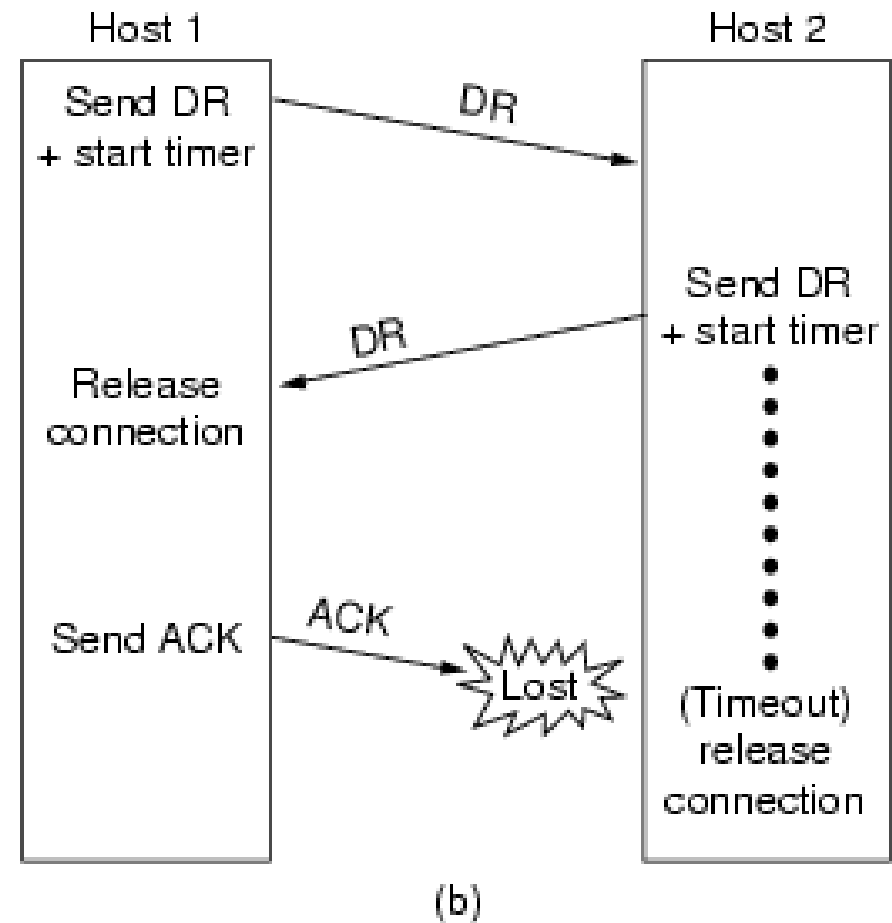 Host 1
Host 2
Send DR
+ start timer
DR
Send DR
+ start timer
DR
Release
connection
Send ACK
ACK
Lost
(Timeout)
release
connection
(b)